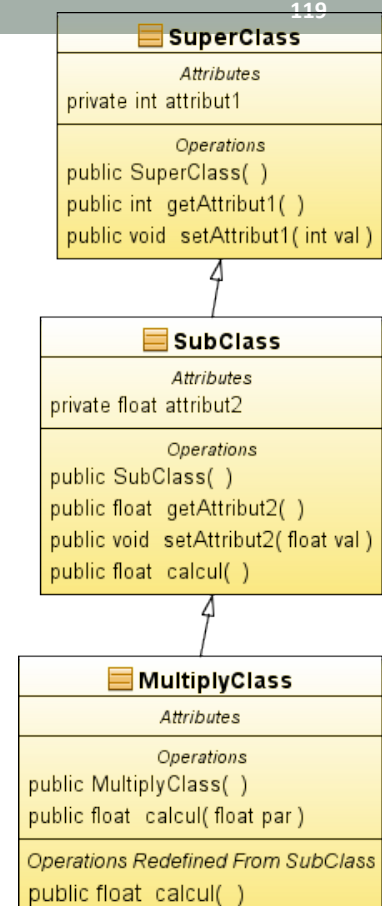 119
SuperClass
Attributes
private int attribut1
Operations
public SuperClass( )
public int getAttribut1( )
public void setAttribut1( int val )
SubClass
Attributes
private float attribut2
Operations
public SubClass( )
public float getAttribut2( )
public void setAttribut2( float val )
public float calcul( )
MultiplyClass
Attributes
Operations
public MultiplyClass( )
public float calcul( float par )
Operations Redefined From SubClass
public float calcul( )